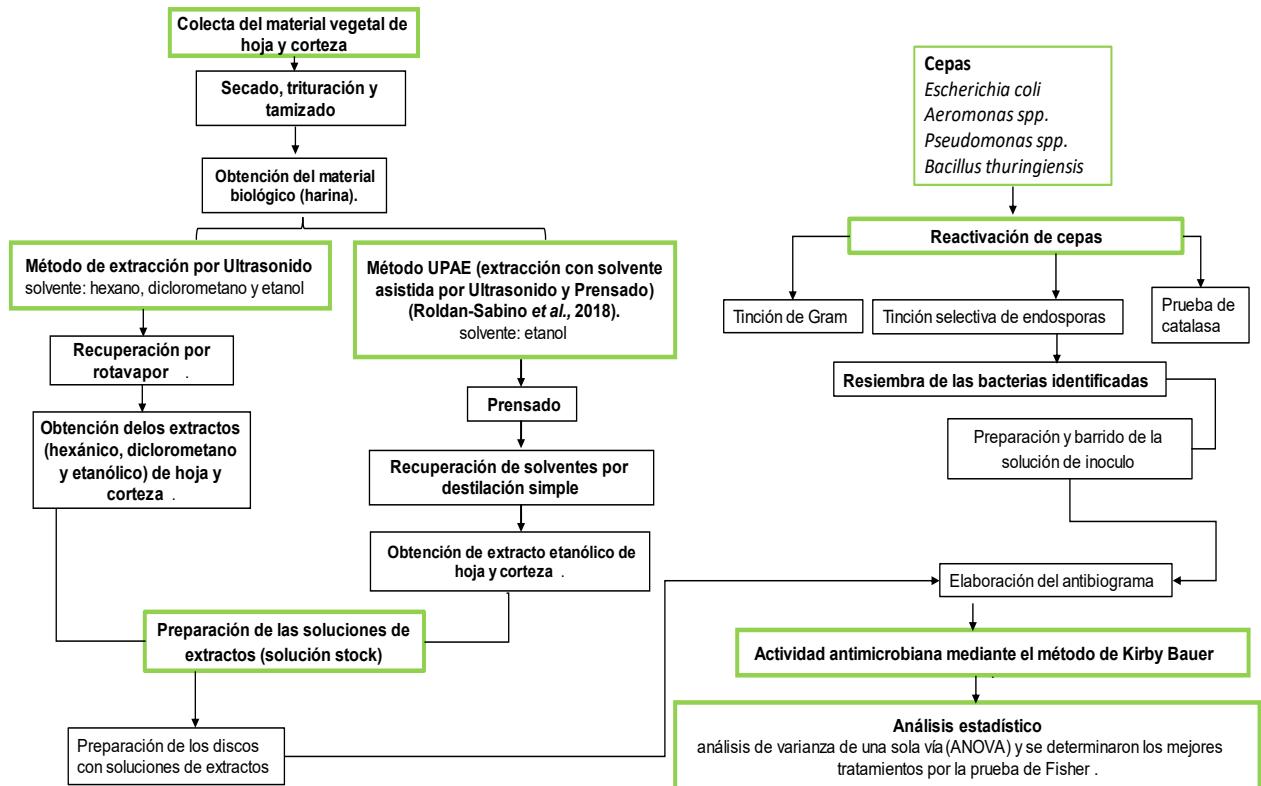 Colecta del material vegetal de
hoja y corteza
Secado, trituración y
tamizado
Obtención del material
biológico (harina).
Método de extracción por Ultrasonido
solvente: hexano, diclorometano y etanol
Recuperación por
rotavapor .
Obtención delos extractos
(hexánico, diclorometano
y etanólico) de hoja y
corteza .
Método UPAE (extracción con solvente
asistida por Ultrasonido y Prensado)
(Roldan-Sabino et al., 2018).
solvente: etanol
Prensado
Recuperación de solventes por
destilación simple
Obtención de extracto etanólico de
hoja y corteza .
Preparación de las soluciones de
extractos (solución stock)
Preparación de los discos
con soluciones de extractos
Cepas
Escherichia coli
Aeromonas spp.
Pseudomonas spp.
Bacillus thuringiensis
Reactivación de cepas
Tinción de Gram
Tinción selectiva de endosporas
Prueba de
catalasa
Resiembra de las bacterias identificadas
Preparación y barrido de la
solución de inoculo
Elaboración del antibiograma
Actividad antimicrobiana mediante el método de Kirby Bauer
Análisis estadístico
análisis de varianza de una sola vía (ANOVA) y se determinaron los mejores
tratamientos por la prueba de Fisher .